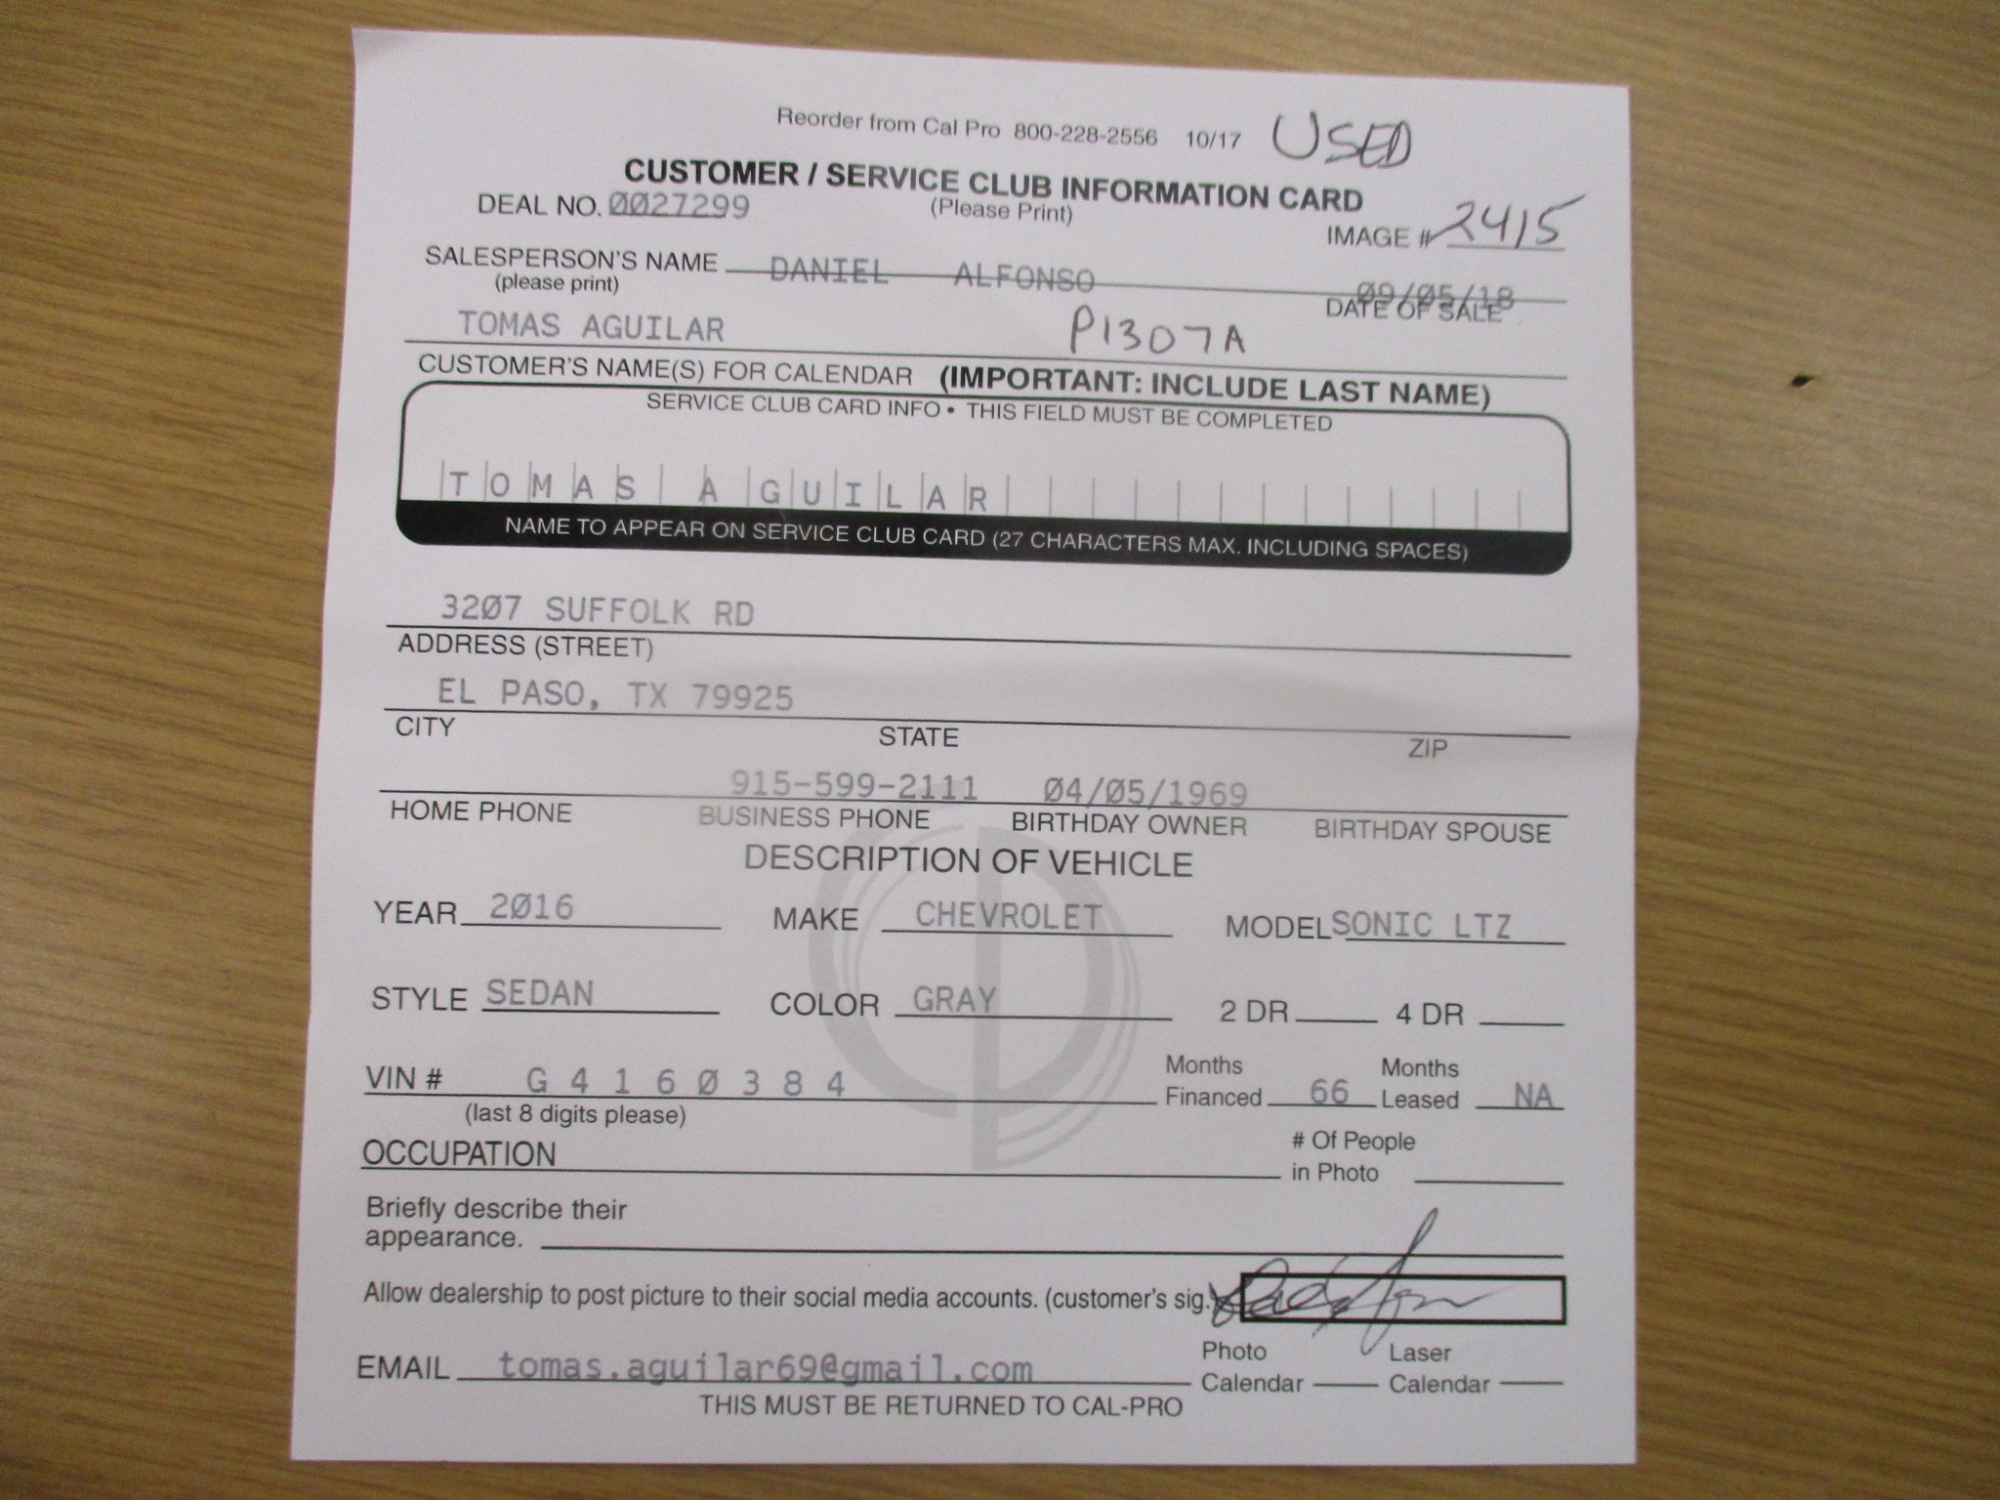 Reorder from Cal Pro 800-228-2556 10/17 USED
CUSTOMER / SERVICE CLUB INFORMATION CARD
DEAL NO. 0027299 (Please Print)
IMAGE # 2415
SALESPERSON'S NAME DANIEL ALFONSO 09/05/18
(please print) DATE OF SALE
TOMAS AGUILAR P1307A
CUSTOMER'S NAME(S) FOR CALENDAR (IMPORTANT: INCLUDE LAST NAME)
SERVICE CLUB CARD INFO • THIS FIELD MUST BE COMPLETED
T O M A S A G U I L A R
NAME TO APPEAR ON SERVICE CLUB CARD (27 CHARACTERS MAX. INCLUDING SPACES)
3207 SUFFOLK RD
ADDRESS (STREET)
EL PASO, TX 79925
CITY STATE ZIP
915-599-2111 04/05/1969
HOME PHONE BUSINESS PHONE BIRTHDAY OWNER BIRTHDAY SPOUSE
DESCRIPTION OF VEHICLE
YEAR 2016 MAKE CHEVROLET MODEL SONIC LTZ
STYLE SEDAN COLOR GRAY 2 DR 4 DR
VIN # G 4 1 6 0 3 8 4 Months Financed 66 Months Leased NA
(last 8 digits please)
OCCUPATION # Of People in Photo
Briefly describe their
appearance.
Allow dealership to post picture to their social media accounts. (customer's sig.)
EMAIL tomas.aguilar69@gmail.com Photo Calendar Laser Calendar
THIS MUST BE RETURNED TO CAL-PRO